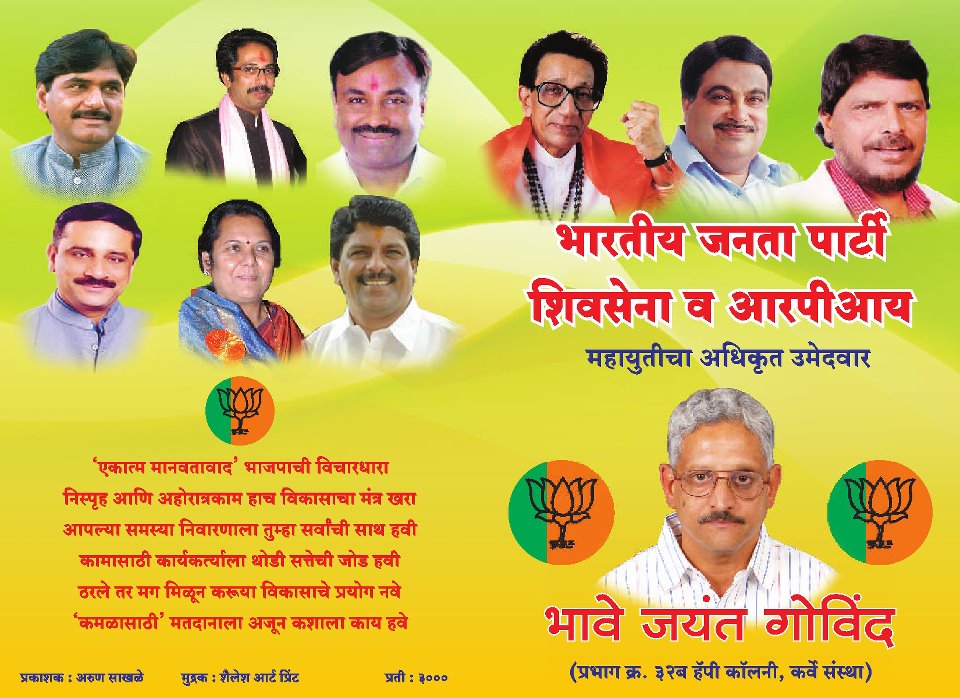 भारतीय जनता पार्टी
शिवसेना व आरपीआय
महायुतीचा अधिकृत उमेदवार
भावे जयंत गोविंद
(प्रभाग क्र. ३२ब हॅपी कॉलनी, कर्वे संस्था)
‘एकात्म मानवतावाद’ भाजपाची विचारधारा
निस्पृह आणि अहोरात्रकाम हाच विकासाचा मंत्र खरा
आपल्या समस्या निवारणाला तुम्हा सर्वांची साथ हवी
कामासाठी कार्यकर्त्याला थोडी सत्तेची जोड हवी
ठरले तर मग मिळून करूया विकासाचे प्रयोग नवे
‘कमळासाठी’ मतदानाला अजून कशाला काय हवे
प्रकाशक : अरुण साखळे मुद्रक : शैलेश आर्ट प्रिंट प्रती : ३०००